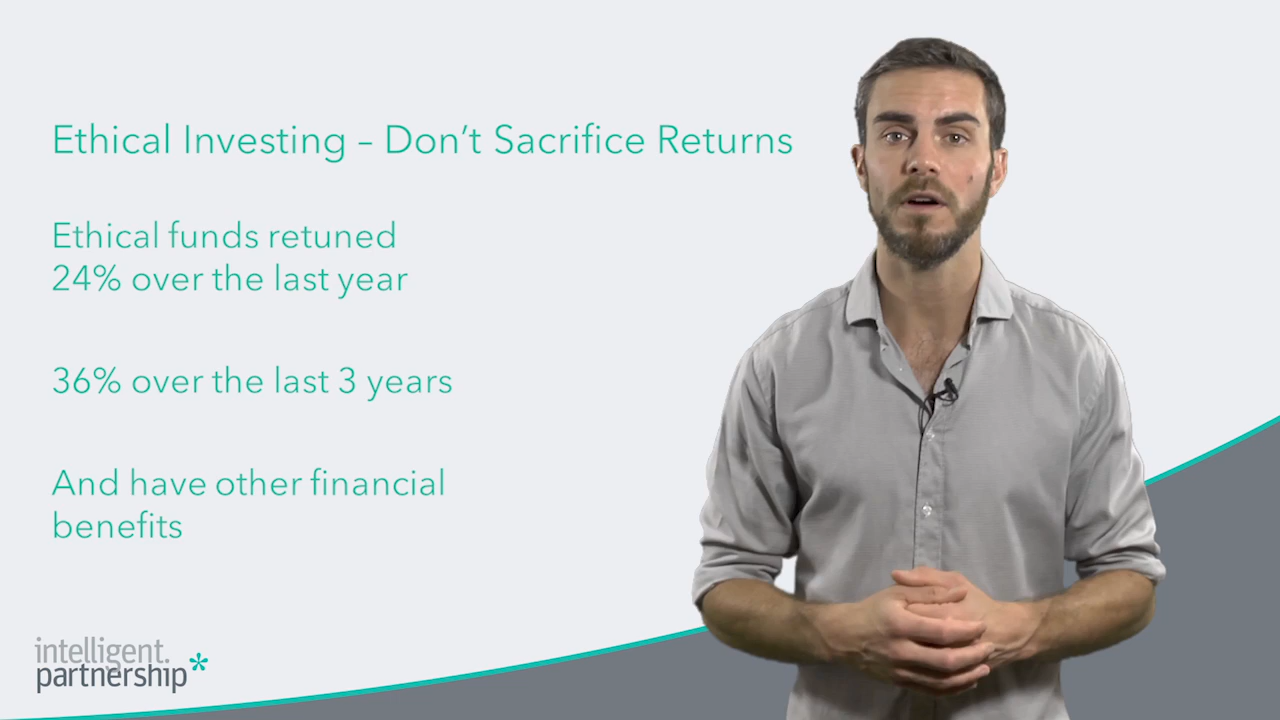 Ethical Investing – Don’t Sacrifice Returns
Ethical funds retuned
24% over the last year
36% over the last 3 years
And have other financial
benefits
intelligent.
partnership*